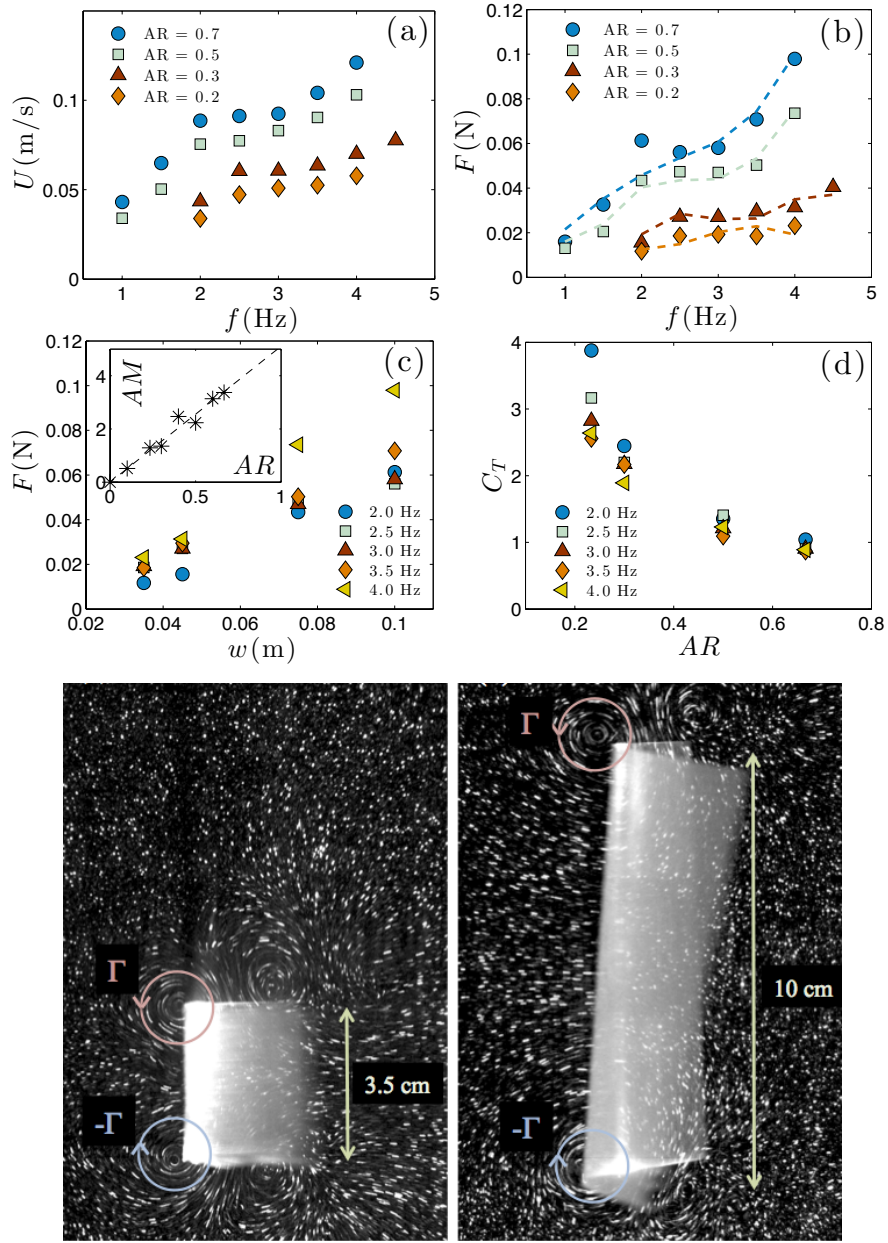 (a)
AR = 0.7
AR = 0.5
AR = 0.3
AR = 0.2
U(m/s)
0.1
0.05
0
1 2 3 4 5
f(Hz)
(b)
AR = 0.7
AR = 0.5
AR = 0.3
AR = 0.2
F(N)
0.12
0.1
0.08
0.06
0.04
0.02
0
1 2 3 4 5
f(Hz)
(c)
F(N)
0.12
0.1
0.08
0.06
0.04
0.02
0
AM
4
2
0
0 0.5 1
AR
2.0 Hz
2.5 Hz
3.0 Hz
3.5 Hz
4.0 Hz
0.02 0.04 0.06 0.08 0.1
w(m)
(d)
C_T
4
3
2
1
0
2.0 Hz
2.5 Hz
3.0 Hz
3.5 Hz
4.0 Hz
0.2 0.4 0.6 0.8
AR
Γ
-Γ
3.5 cm
Γ
-Γ
10 cm